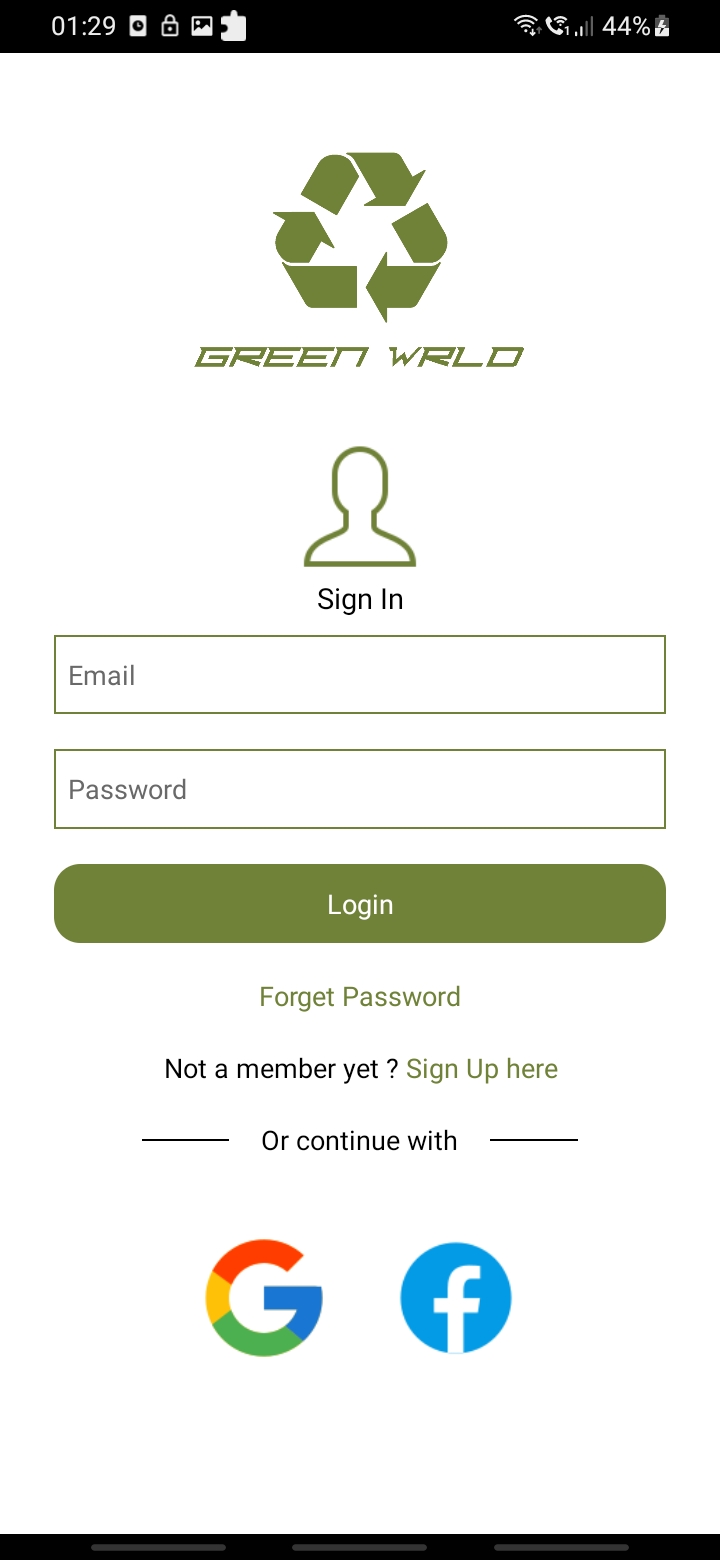 01:29 44%
GREEN WRLD
Sign In
Email
Password
Login
Forget Password
Not a member yet ? Sign Up here
Or continue with